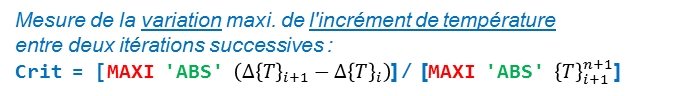 Mesure de la variation maxi. de l'incrément de température
entre deux itérations successives :
Crit = [MAXI 'ABS' (Δ{T}ᵢ₊₁ − Δ{T}ᵢ)]/ [MAXI 'ABS' {T}ᵢ₊₁ⁿ⁺¹]